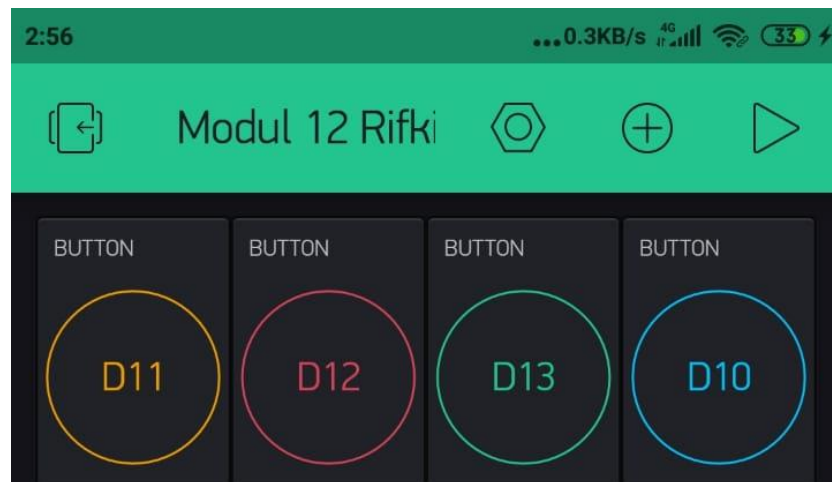 2:56 ...0.3KB/s 4G 33
Modul 12 Rifki
BUTTON BUTTON BUTTON BUTTON
D11 D12 D13 D10